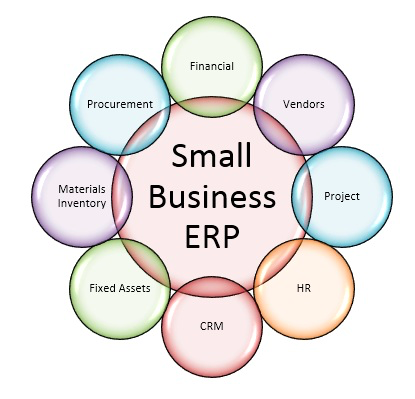 Financial
Procurement
Vendors
Small
Business
ERP
Materials
Inventory
Project
Fixed Assets
HR
CRM